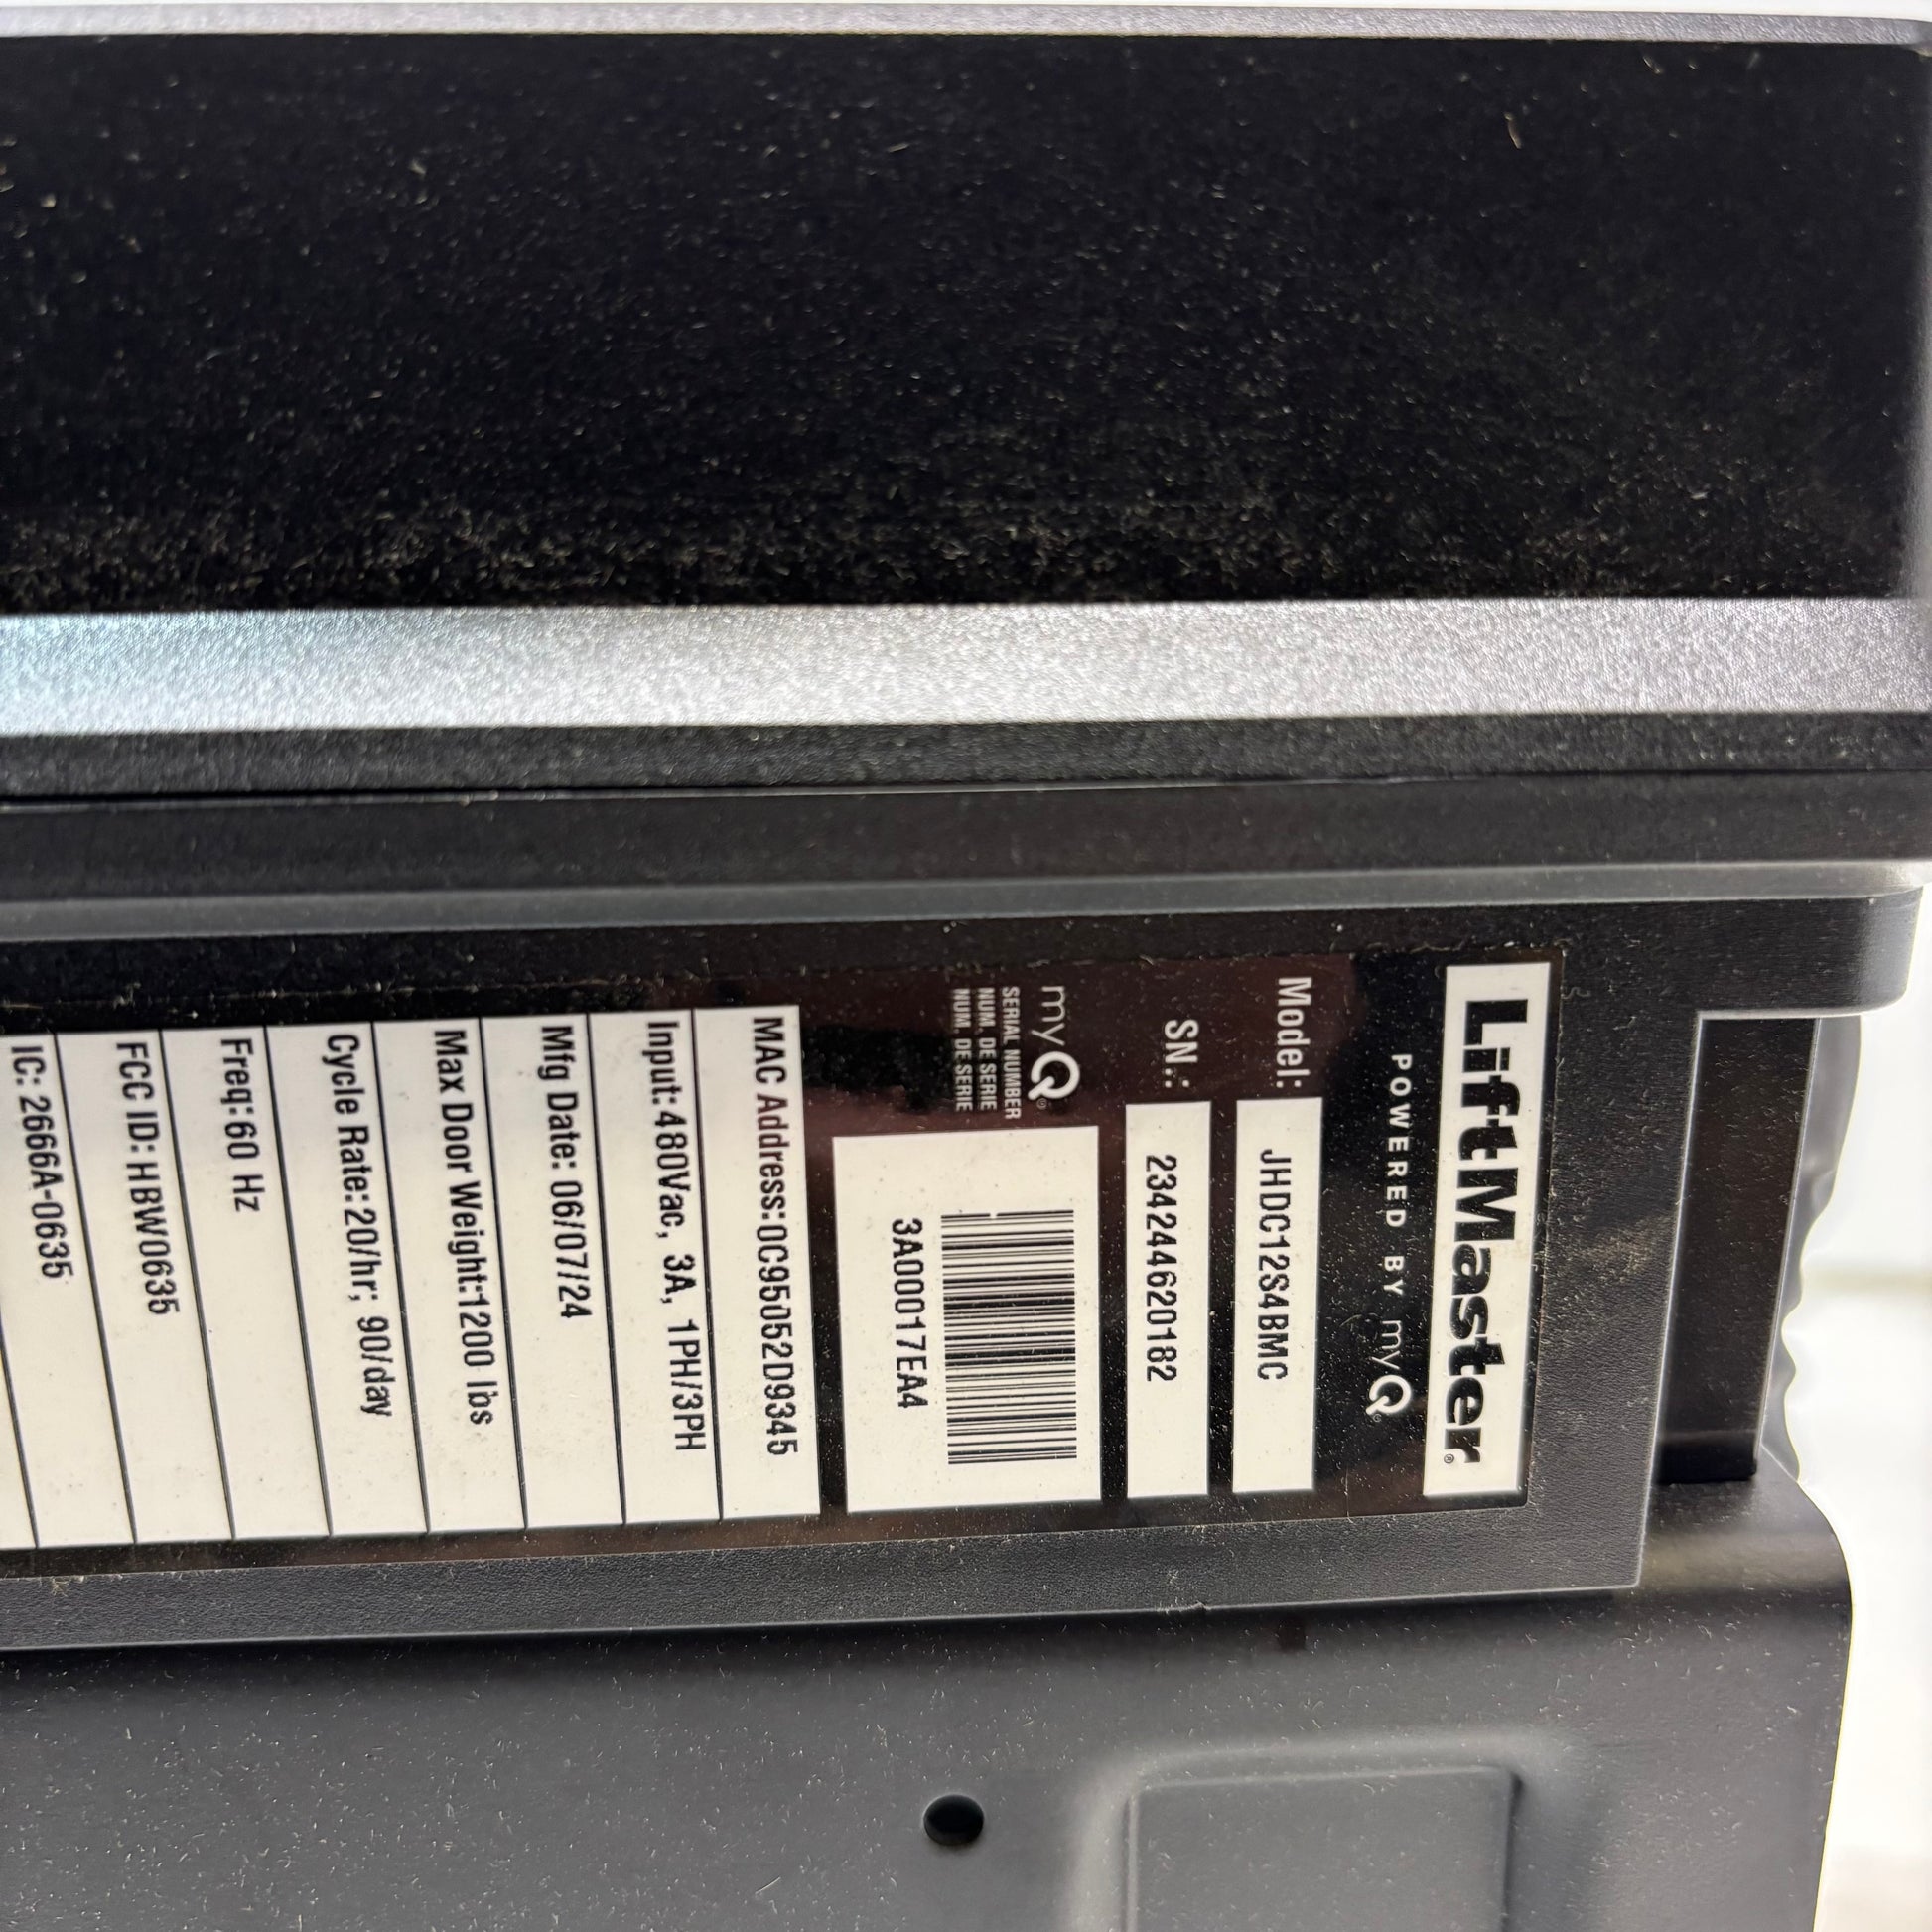 LiftMaster®
POWERED BY myQ®
Model: JHDC12S4BMC
SN.: 234244620182
myQ®
SERIAL NUMBER
NUM. DE SERIE
NUM. DE SERIE
3A00017EA4
MAC Address:0C95052D9345
Input: 480Vac, 3A, 1PH/3PH
Mfg Date: 06/07/24
Max Door Weight:1200 lbs
Cycle Rate: 20/hr; 90/day
Freq: 60 Hz
FCC ID: HBW0635
IC: 2666A-0635